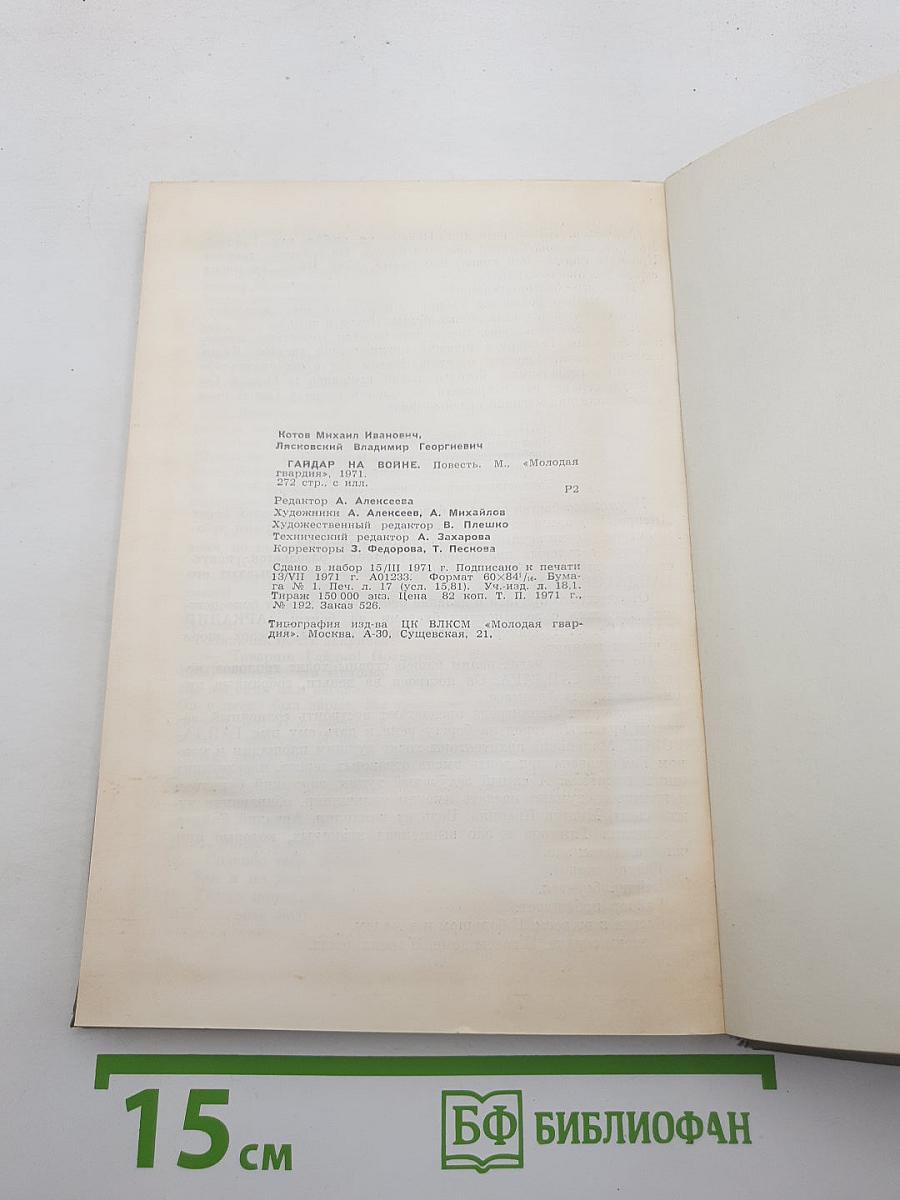 Котов Михаил Иванович,
Лясковский Владимир Георгиевич
ГАЙДАР НА ВОЙНЕ. Повесть. М., «Молодая
гвардия», 1971.
272 стр., с илл.
Р2
Редактор А. Алексеева
Художники А. Алексеев, А. Михайлов
Художественный редактор В. Плешко
Технический редактор А. Захарова
Корректоры З. Федорова, Т. Пескова
Сдано в набор 15/III 1971 г. Подписано к печати
13/VII 1971 г. А01233. Формат 60×84¹/₁₆. Бума-
га № 1. Печ. л. 17 (усл. 15,81). Уч.-изд. л. 18,1.
Тираж 150 000 экз. Цена 82 коп. Т. П. 1971 г.,
№ 192. Заказ 526.
Типография изд-ва ЦК ВЛКСМ «Молодая гвар-
дия». Москва, А-30, Сущевская, 21,
15 см
БФ БИБЛИОФАН